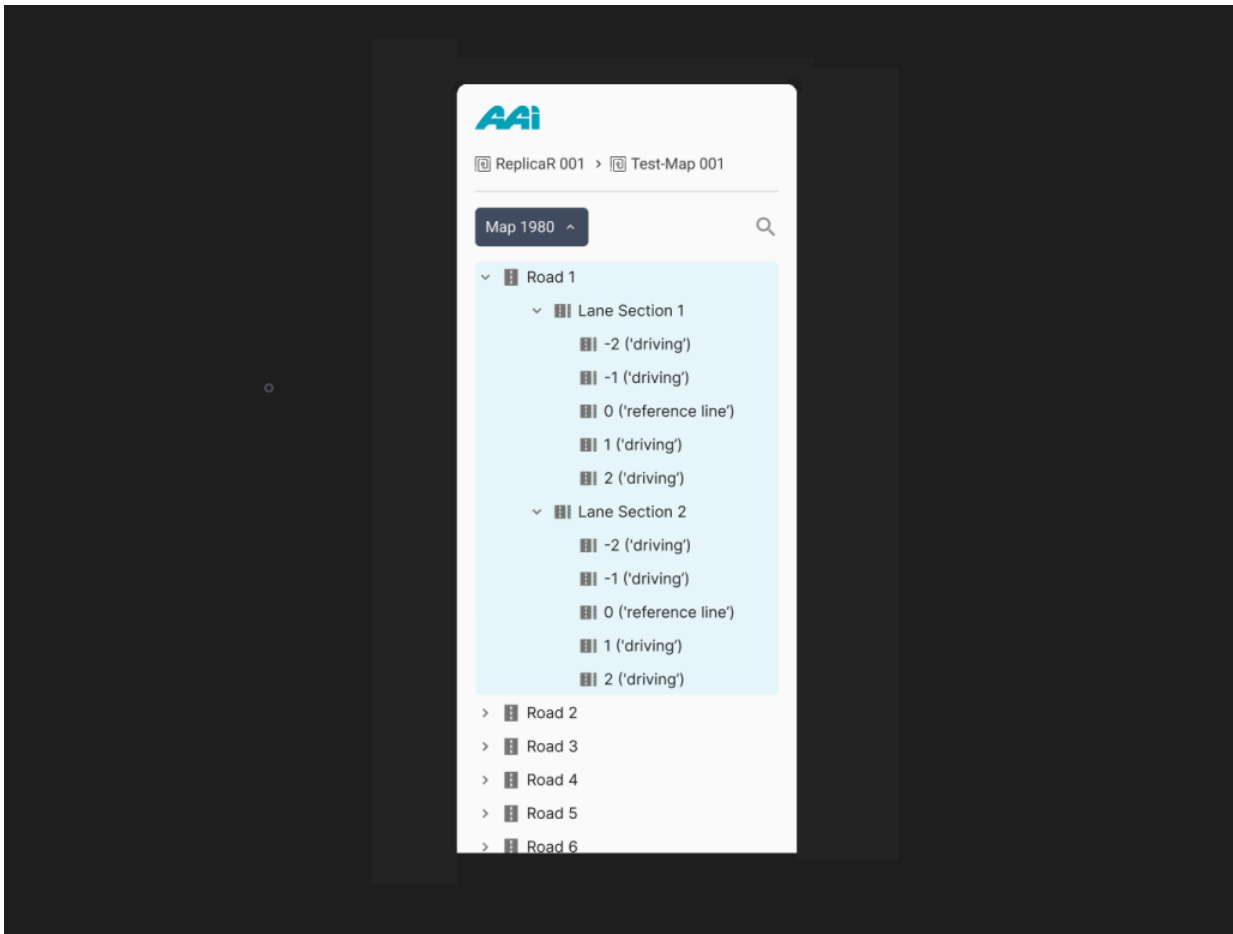 AAi
ReplicaR 001 > Test-Map 001
Map 1980
Road 1
Lane Section 1
-2 ('driving')
-1 ('driving')
0 ('reference line')
1 ('driving')
2 ('driving')
Lane Section 2
-2 ('driving')
-1 ('driving')
0 ('reference line')
1 ('driving')
2 ('driving')
Road 2
Road 3
Road 4
Road 5
Road 6